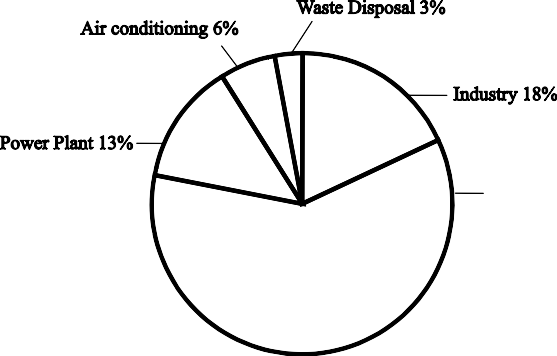 Waste Disposal 3%
Air conditioning 6%
Industry 18%
Power Plant 13%